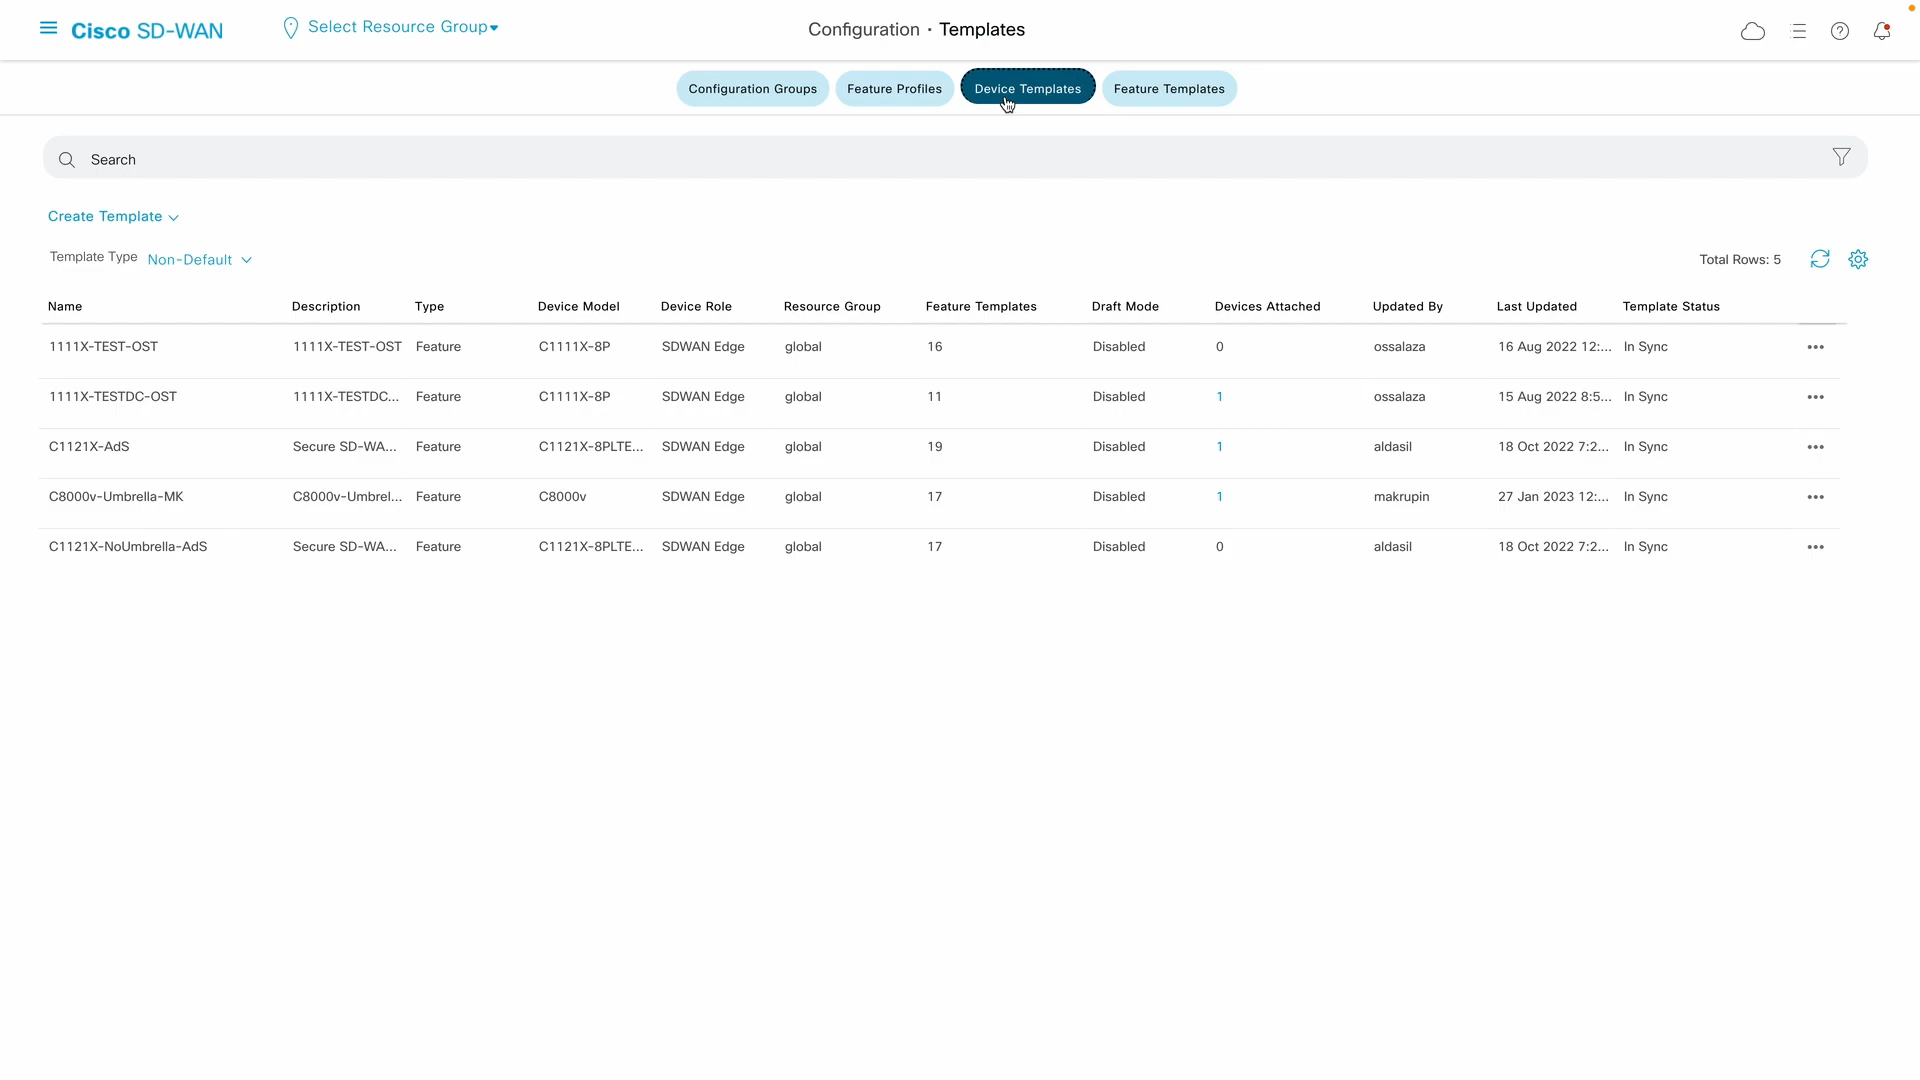 Cisco SD-WAN Select Resource Group Configuration · Templates
Configuration Groups Feature Profiles Device Templates Feature Templates
Search
Create Template
Template Type Non-Default Total Rows: 5
Name Description Type Device Model Device Role Resource Group Feature Templates Draft Mode Devices Attached Updated By Last Updated Template Status
1111X-TEST-OST 1111X-TEST-OST Feature C1111X-8P SDWAN Edge global 16 Disabled 0 ossalaza 16 Aug 2022 12:... In Sync
1111X-TESTDC-OST 1111X-TESTDC... Feature C1111X-8P SDWAN Edge global 11 Disabled 1 ossalaza 15 Aug 2022 8:5... In Sync
C1121X-AdS Secure SD-WA... Feature C1121X-8PLTE... SDWAN Edge global 19 Disabled 1 aldasil 18 Oct 2022 7:2... In Sync
C8000v-Umbrella-MK C8000v-Umbrel... Feature C8000v SDWAN Edge global 17 Disabled 1 makrupin 27 Jan 2023 12:... In Sync
C1121X-NoUmbrella-AdS Secure SD-WA... Feature C1121X-8PLTE... SDWAN Edge global 17 Disabled 0 aldasil 18 Oct 2022 7:2... In Sync